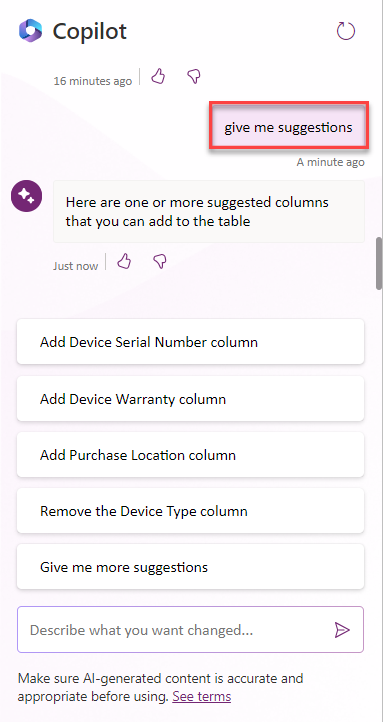 Copilot
16 minutes ago
give me suggestions
A minute ago
Here are one or more suggested columns
that you can add to the table
Just now
Add Device Serial Number column
Add Device Warranty column
Add Purchase Location column
Remove the Device Type column
Give me more suggestions
Describe what you want changed...
Make sure AI-generated content is accurate and
appropriate before using. See terms